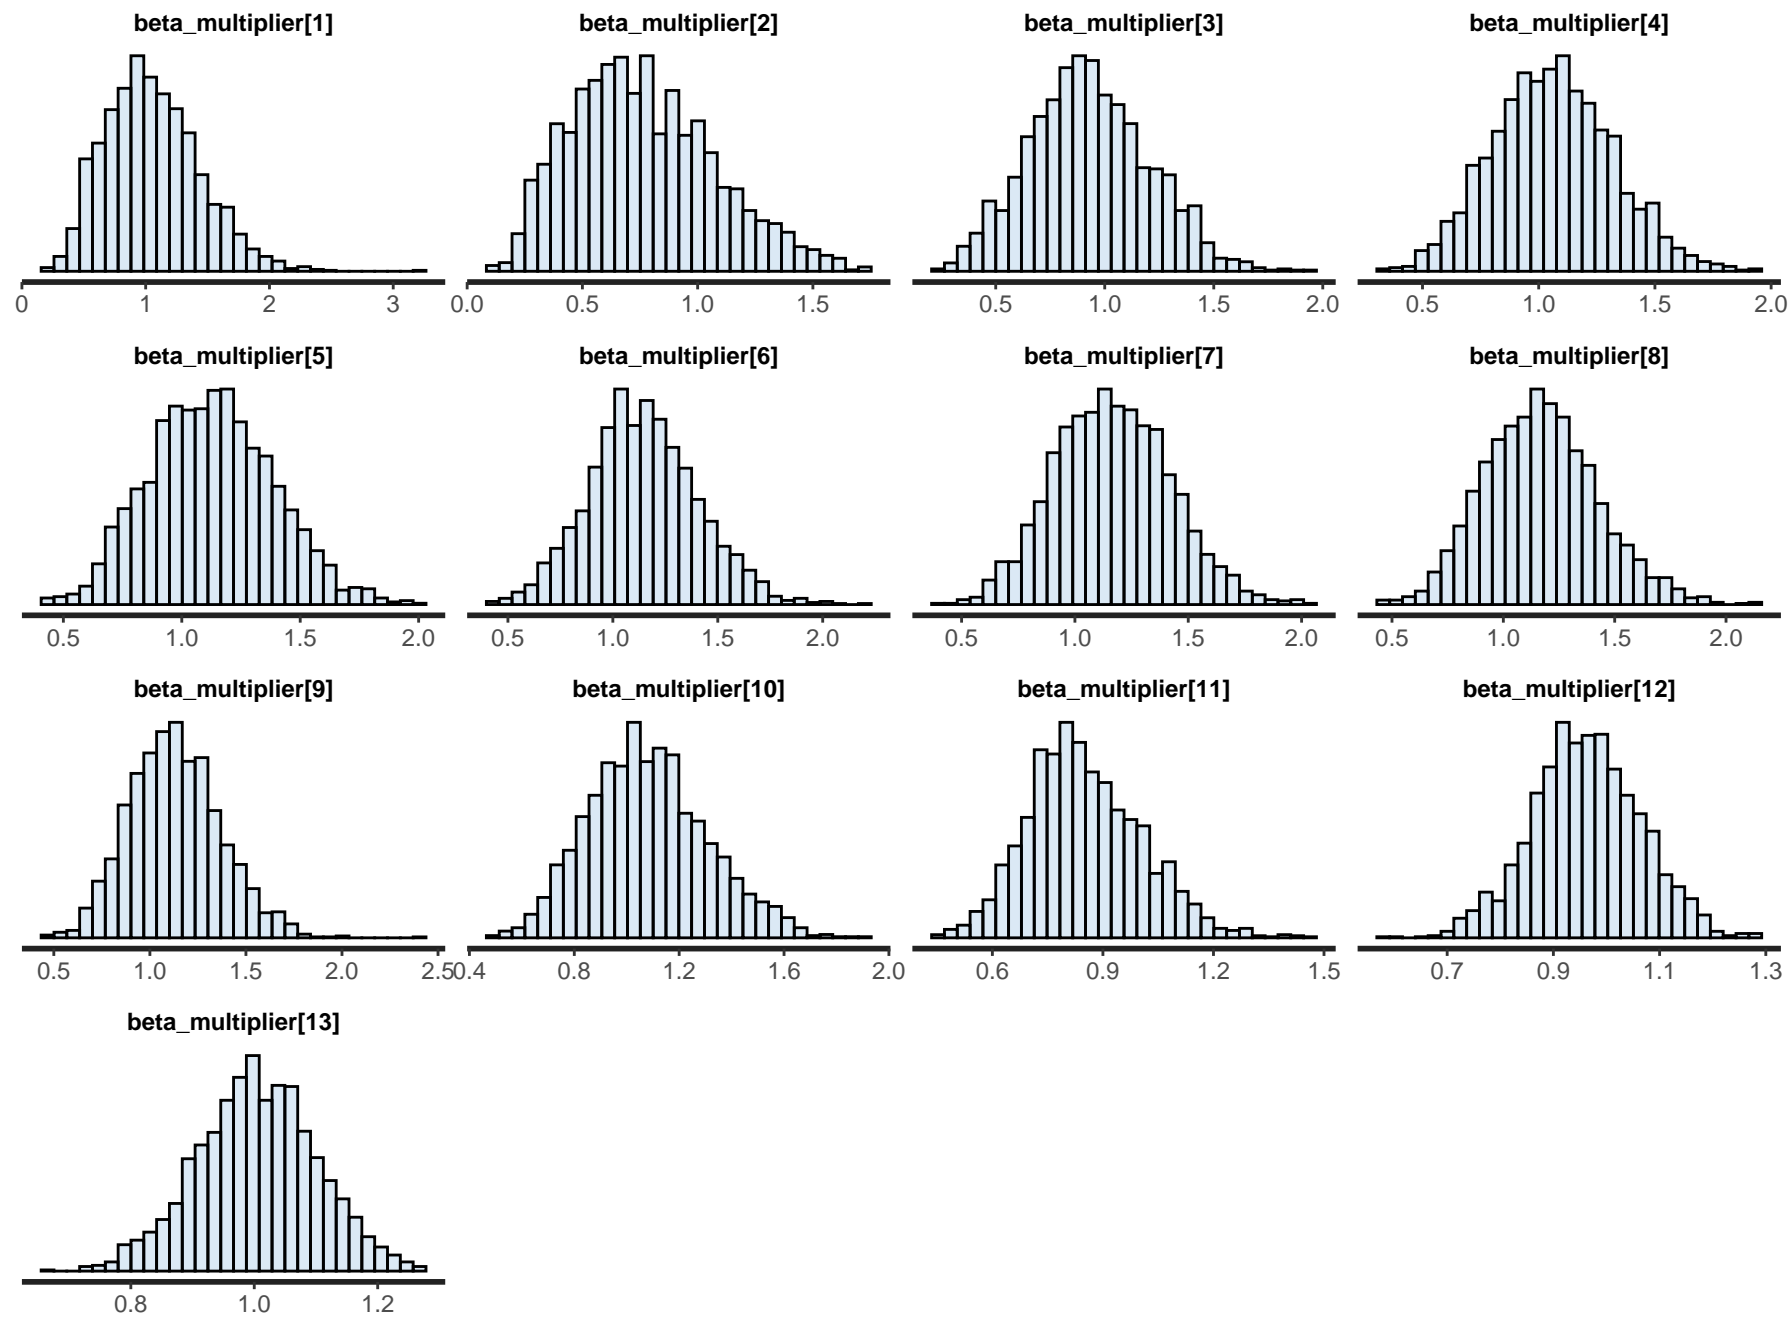 beta_multiplier[1] beta_multiplier[2] beta_multiplier[3] beta_multiplier[4]
0 1 2 3 0.0 0.5 1.0 1.5 0.5 1.0 1.5 2.0 0.5 1.0 1.5 2.0
beta_multiplier[5] beta_multiplier[6] beta_multiplier[7] beta_multiplier[8]
0.5 1.0 1.5 2.0 0.5 1.0 1.5 2.0 0.5 1.0 1.5 2.0 0.5 1.0 1.5 2.0
beta_multiplier[9] beta_multiplier[10] beta_multiplier[11] beta_multiplier[12]
0.5 1.0 1.5 2.0 2.5 0.4 0.8 1.2 1.6 2.0 0.6 0.9 1.2 1.5 0.7 0.9 1.1 1.3
beta_multiplier[13]
0.8 1.0 1.2